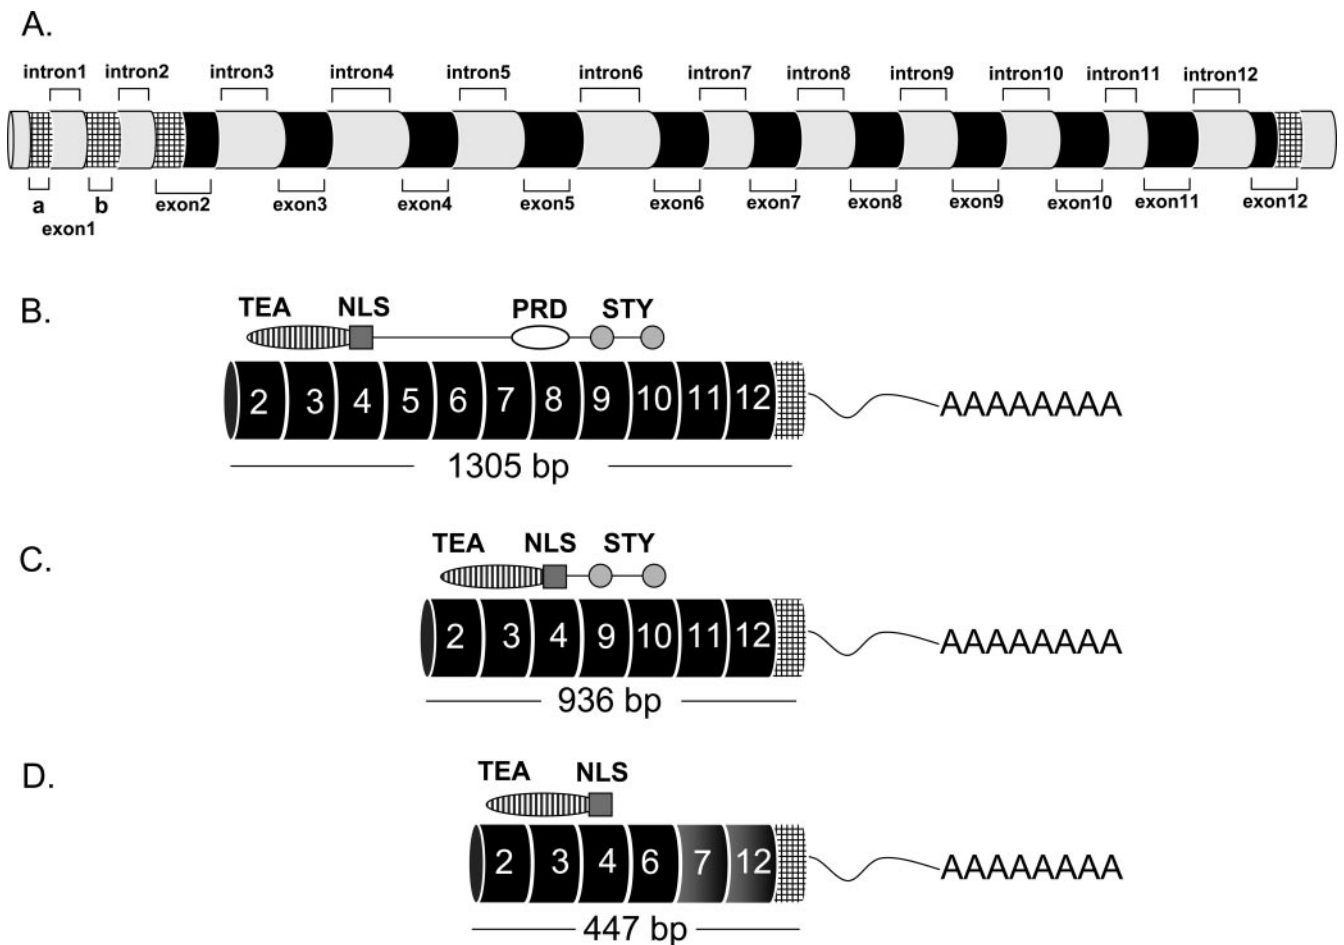 A.
intron1 intron2 intron3 intron4 intron5 intron6 intron7 intron8 intron9 intron10 intron11 intron12
a b exon2 exon3 exon4 exon5 exon6 exon7 exon8 exon9 exon10 exon11 exon12
exon1
B.
TEA NLS PRD STY
2 3 4 5 6 7 8 9 10 11 12 AAAAAAAA
1305 bp
C.
TEA NLS STY
2 3 4 9 10 11 12 AAAAAAAA
936 bp
D.
TEA NLS
2 3 4 6 7 12 AAAAAAAA
447 bp